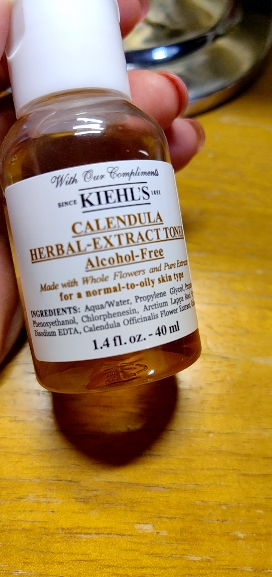 With Our Compliments
SINCE KIEHL'S 1851
CALENDULA
HERBAL-EXTRACT
Alcohol-Free
Made with Whole Flowers and Pure
for a normal-to-oily skin type
INGREDIENTS: Aqua/Water, Propylene Glycol,
Phenoxyethanol, Chlorphenesin, Arctium Lappa
Disodium EDTA, Calendula Officinalis Flower
1.4 fl. oz. - 40 ml